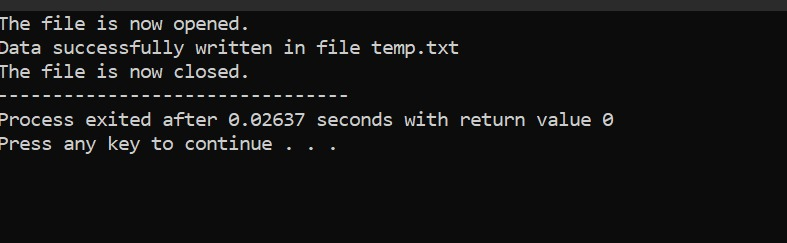 The file is now opened.
Data successfully written in file temp.txt
The file is now closed.
--------------------------------
Process exited after 0.02637 seconds with return value 0
Press any key to continue . . .